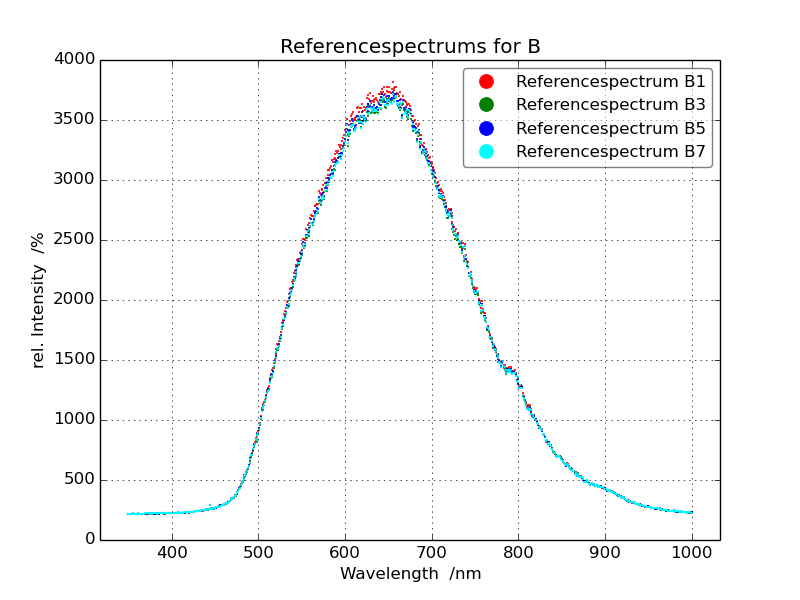 Referencespectrums for B
4000
3500
3000
2500
2000
1500
1000
500
0
rel. Intensity /%
Referencespectrum B1
Referencespectrum B3
Referencespectrum B5
Referencespectrum B7
400 500 600 700 800 900 1000
Wavelength /nm